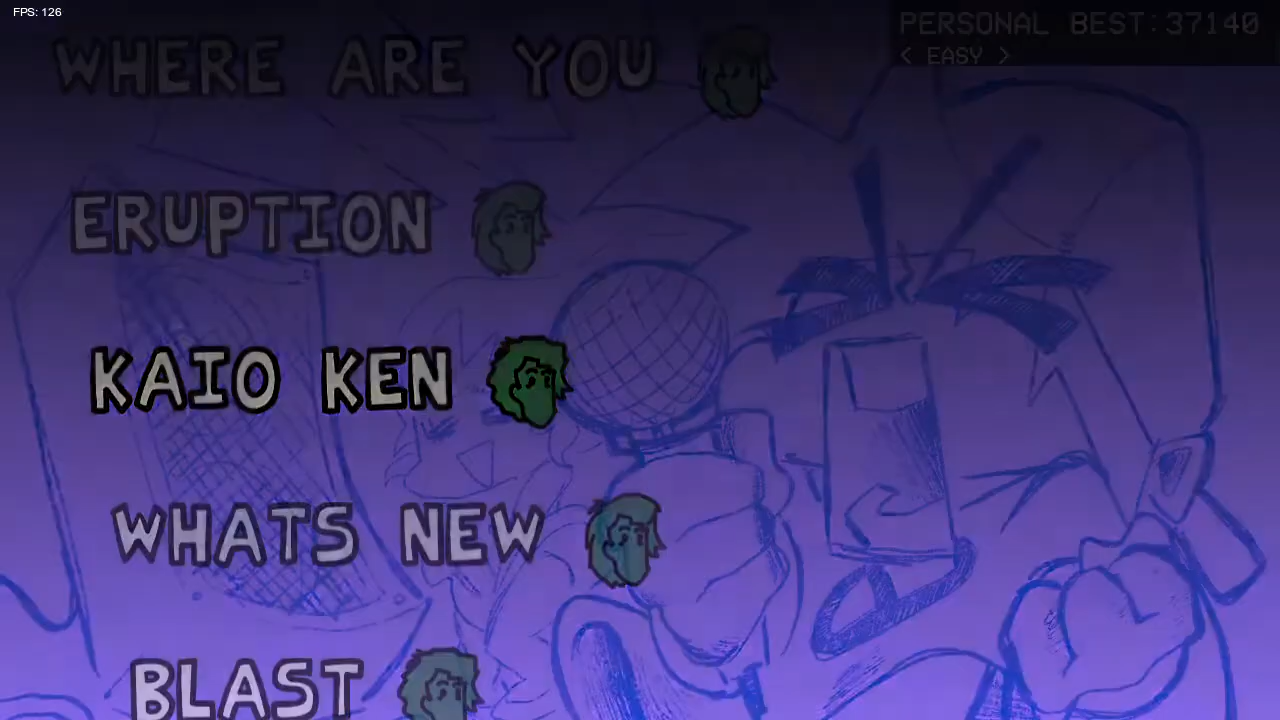 FPS: 126
PERSONAL BEST:37140
< EASY >
WHERE ARE YOU
ERUPTION
KAIO KEN
WHATS NEW
BLAST